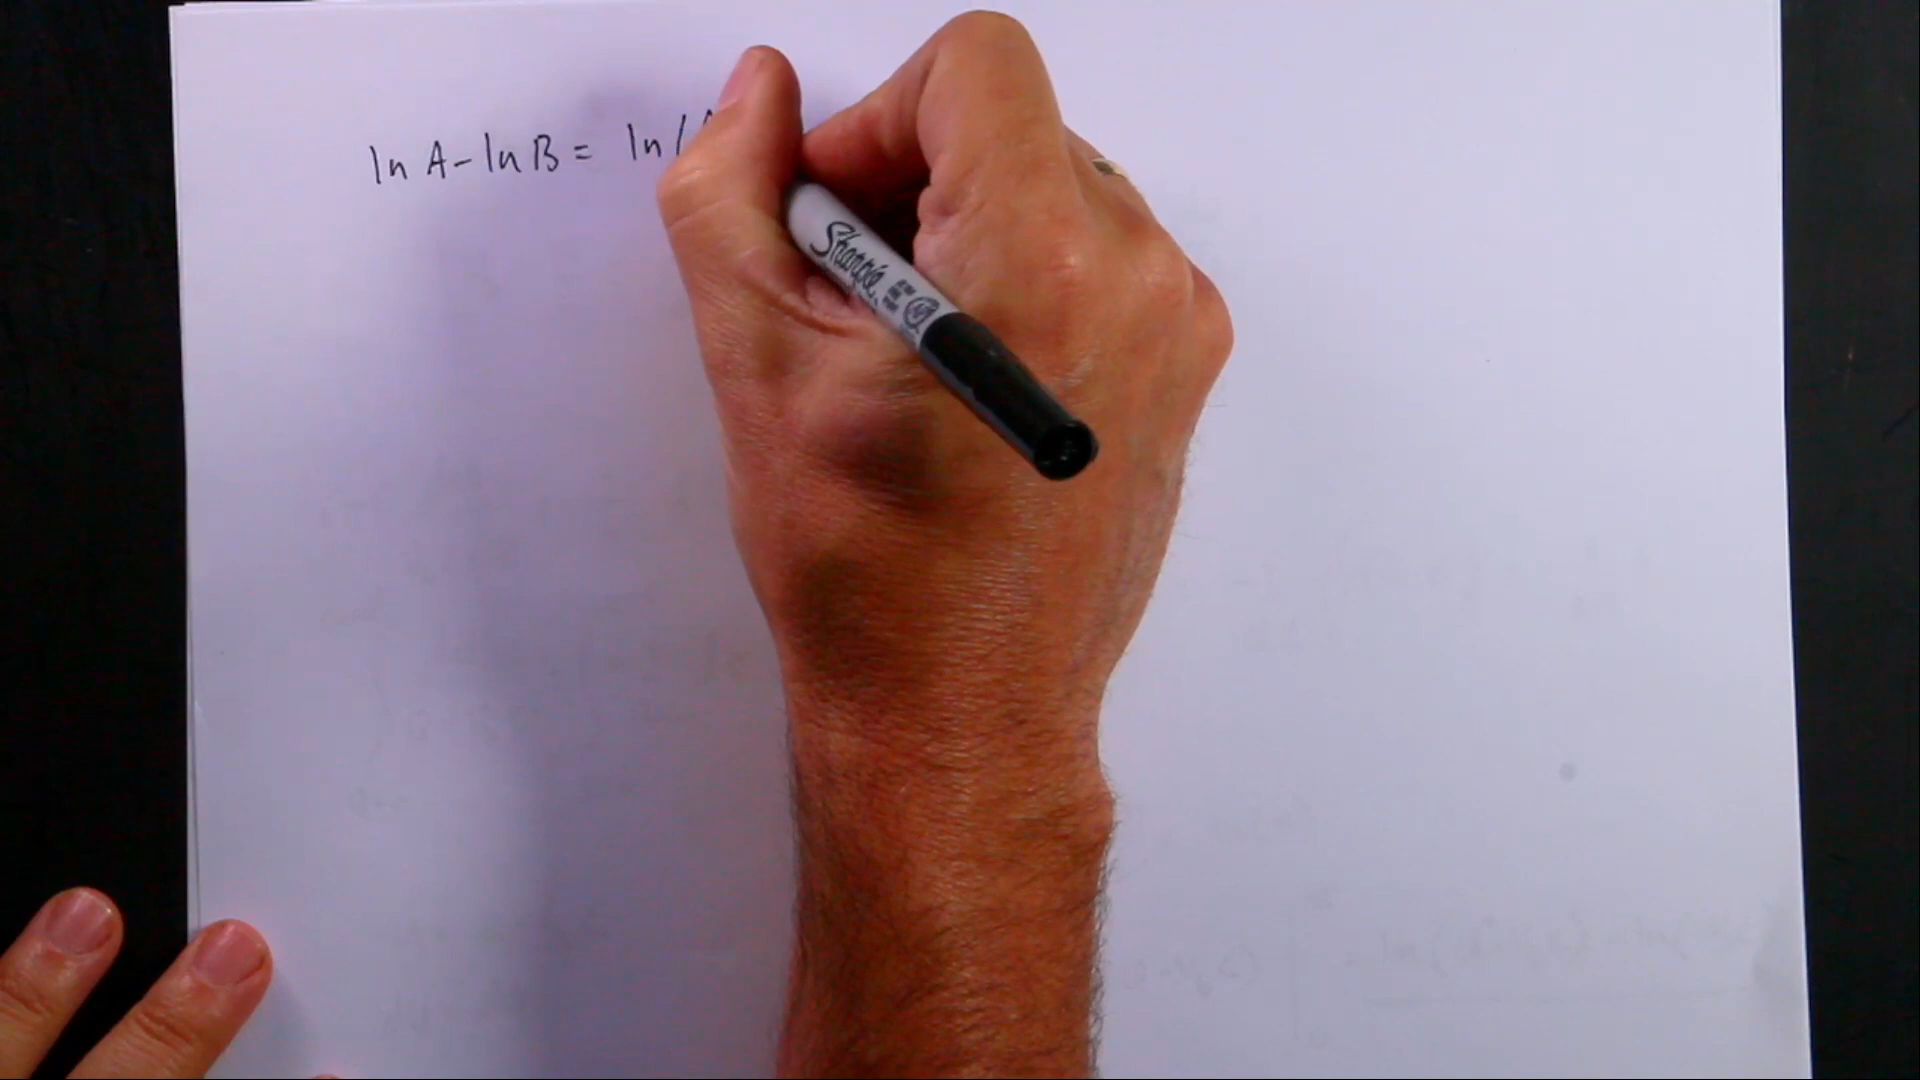 ln A - ln B = ln(
Sharpie